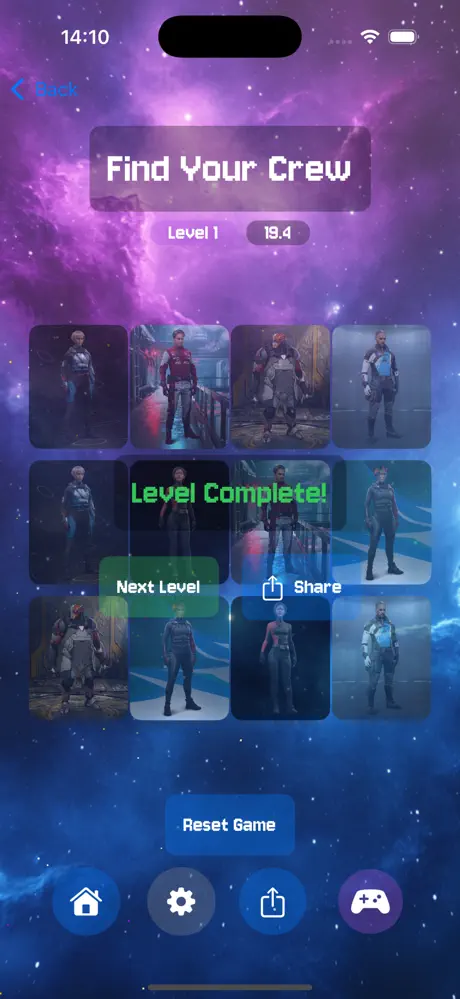 14:10
Back
Find Your Crew
Level 1
19.4
Level Complete!
Next Level
Share
Reset Game